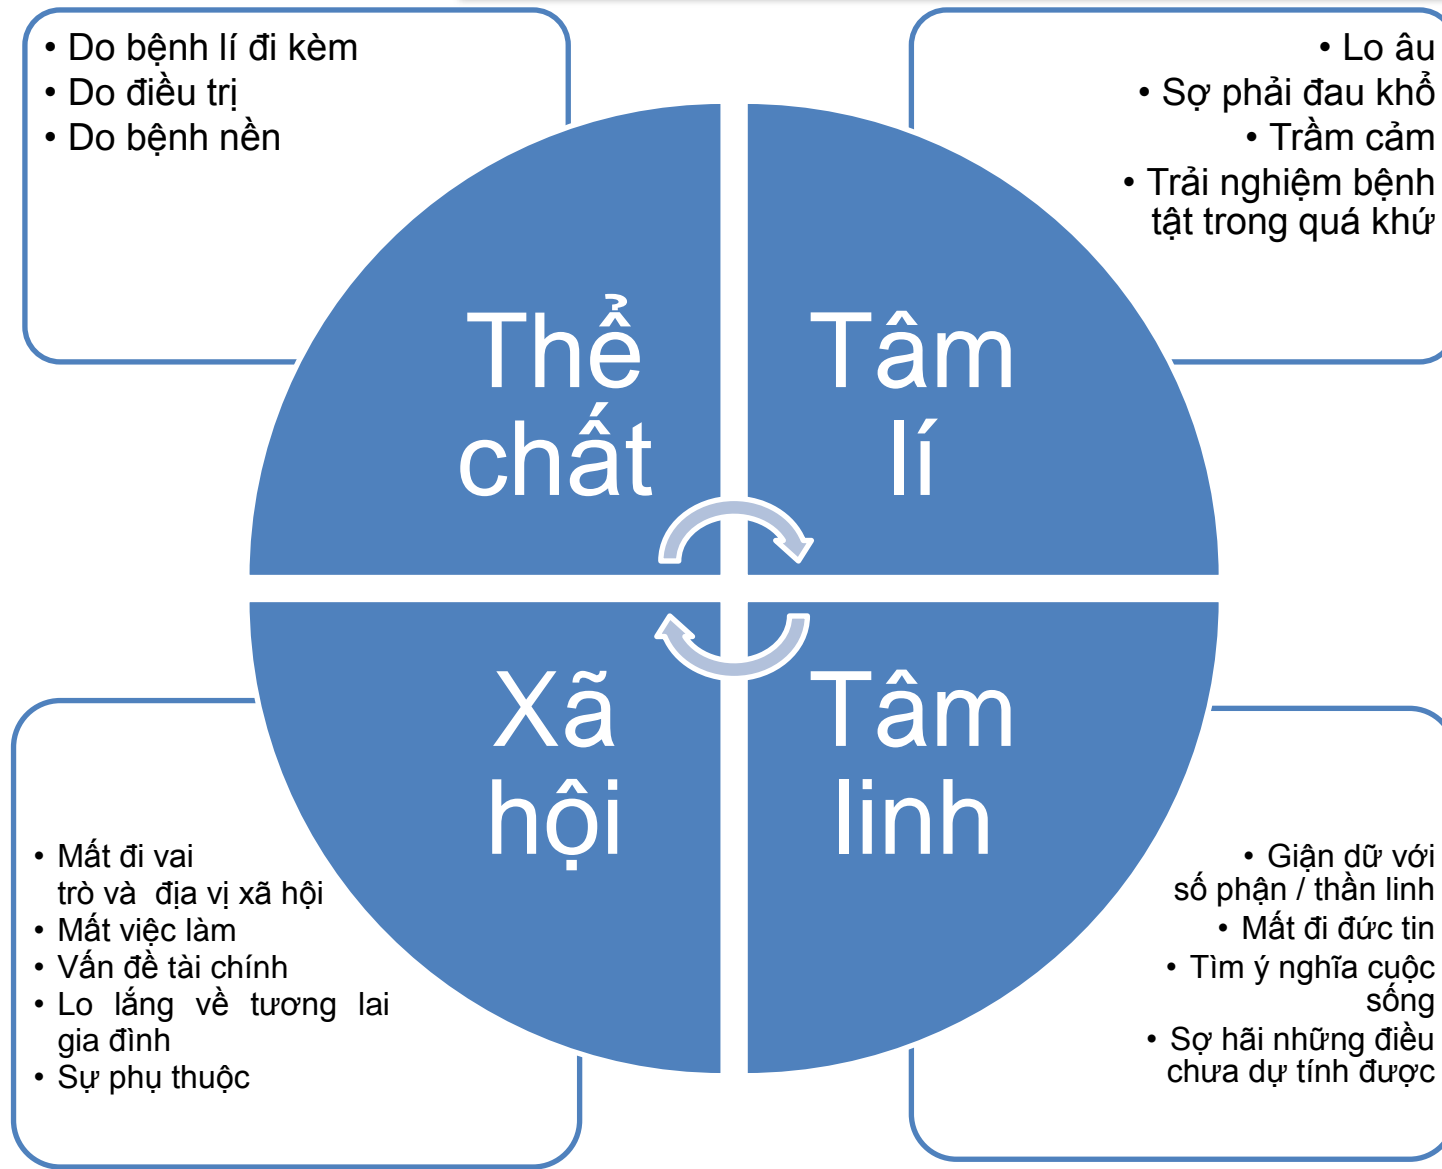 • Do bệnh lí đi kèm
• Do điều trị
• Do bệnh nền
• Lo âu
• Sợ phải đau khổ
• Trầm cảm
• Trải nghiệm bệnh
tật trong quá khứ
Thể
chất
Tâm
lí
Xã
hội
Tâm
linh
• Mất đi vai
trò và địa vị xã hội
• Mất việc làm
• Vấn đề tài chính
• Lo lắng về tương lai
gia đình
• Sự phụ thuộc
• Giận dữ với
số phận / thần linh
• Mất đi đức tin
• Tìm ý nghĩa cuộc
sống
• Sợ hãi những điều
chưa dự tính được